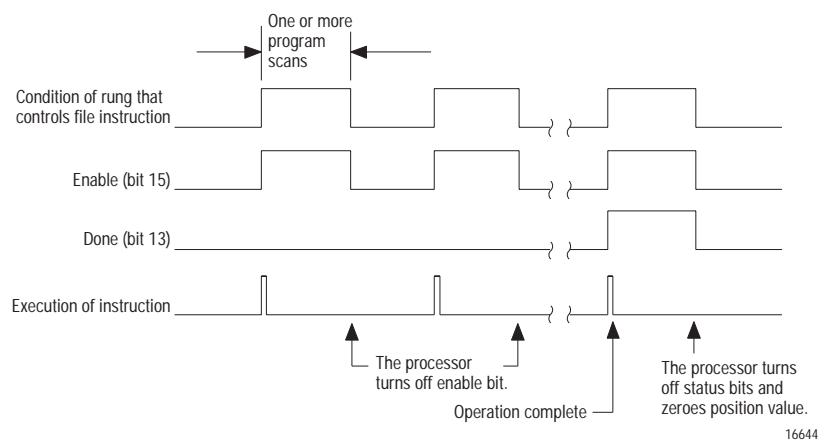 One or more
program
scans
Condition of rung that
controls file instruction
Enable (bit 15)
Done (bit 13)
Execution of instruction
The processor
turns off enable bit.
Operation complete
The processor turns
off status bits and
zeroes position value.
16644